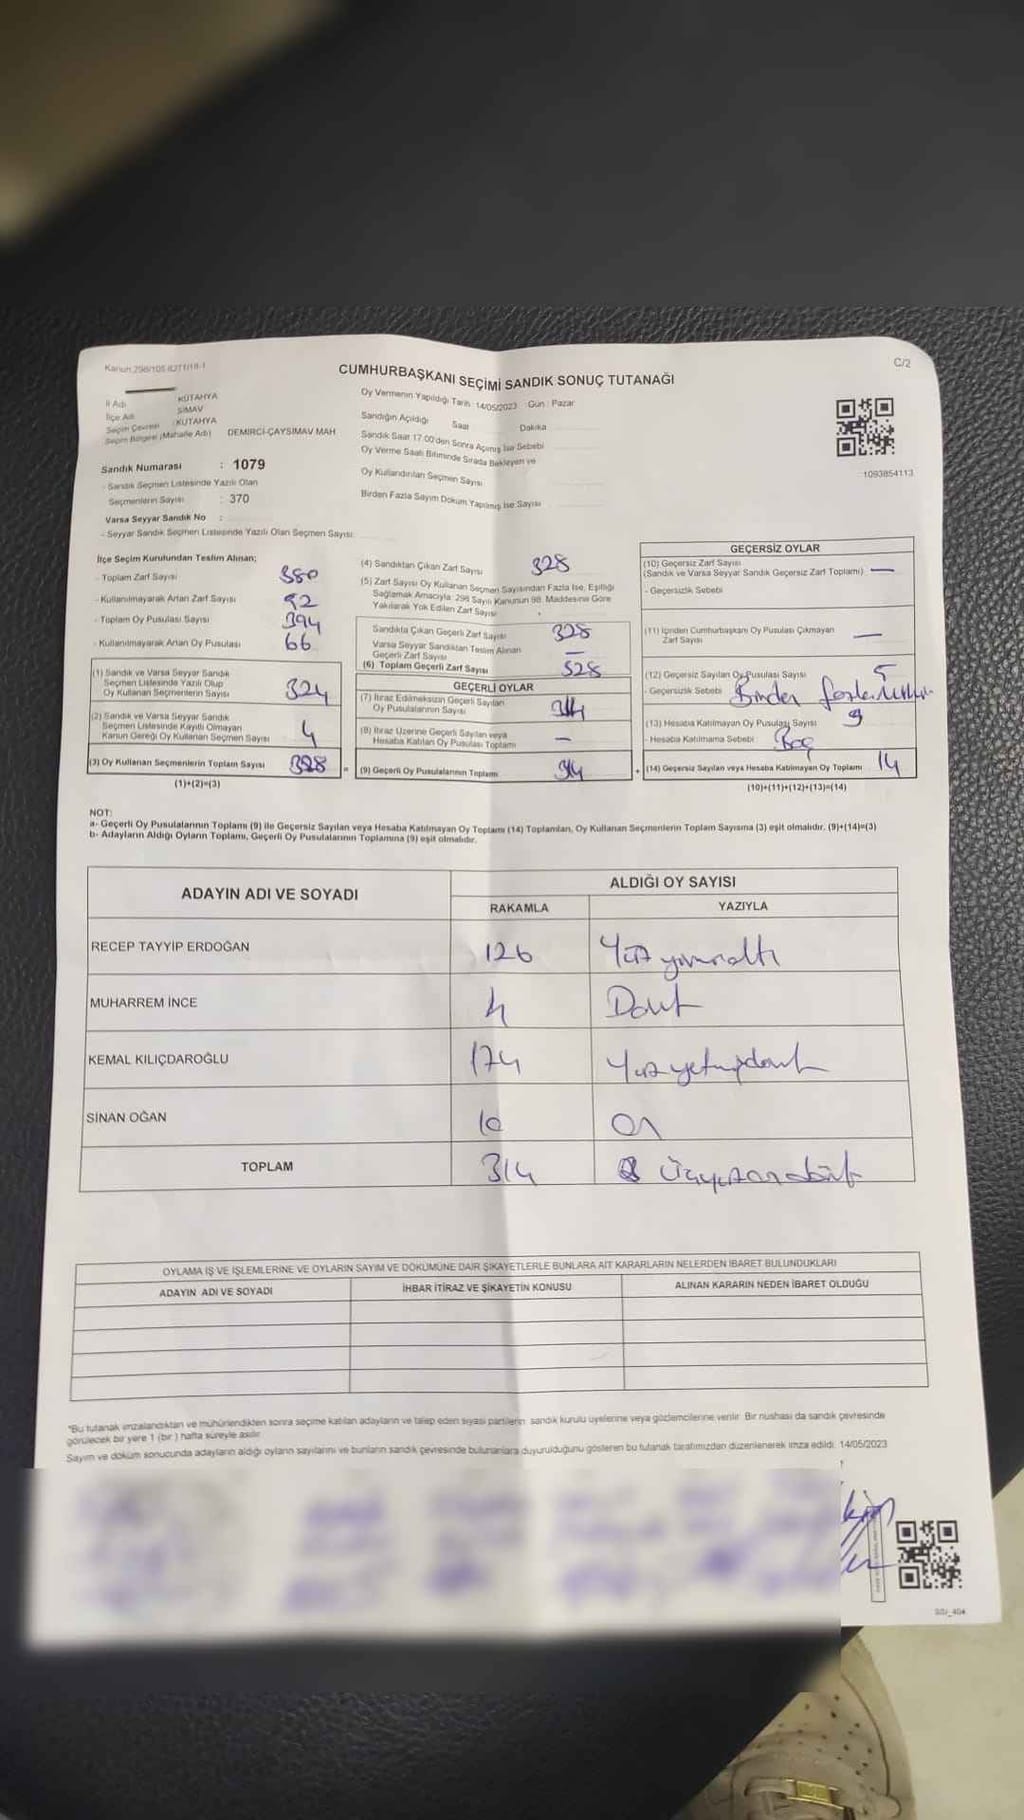 Kanun 298/105
C/2
CUMHURBAŞKANI SEÇİMİ SANDIK SONUÇ TUTANAĞI
İl Adı KÜTAHYA
İlçe Adı SİMAV
Seçim Çevresi : KÜTAHYA
Seçim Bölgesi (Mahalle Adı) DEMİRCİ-ÇAYSİMAV MAH
Sandık Numarası : 1079
- Sandık Seçmen Listesinde Yazılı Olan
Seçmenlerin Sayısı : 370
Varsa Seyyar Sandık No :
- Seyyar Sandık Seçmen Listesinde Yazılı Olan Seçmen Sayısı:
Oy Vermenin Yapıldığı Tarih : 14/05/2023 Gün : Pazar
Sandığın Açıldığı Saat Dakika
Sandık Saat 17.00'den Sonra Açılmış İse Sebebi
Oy Verme Saati Bitiminde Sırada Bekleyen ve
Oy Kullandırılan Seçmen Sayısı
Birden Fazla Sayım Döküm Yapılmış İse Sayısı
1093854113
İlçe Seçim Kurulundan Teslim Alınan;
- Toplam Zarf Sayısı 380
- Kullanılmayarak Artan Zarf Sayısı 52
- Toplam Oy Pusulası Sayısı 394
- Kullanılmayarak Artan Oy Pusulası 66
(1) Sandık ve Varsa Seyyar Sandık
Seçmen Listesinde Yazılı Olup
Oy Kullanan Seçmenlerin Sayısı 324
(2) Sandık ve Varsa Seyyar Sandık
Seçmen Listesinde Kayıtlı Olmayan
Kanun Gereği Oy Kullanan Seçmen Sayısı 4
(3) Oy Kullanan Seçmenlerin Toplam Sayısı 328
(1)+(2)=(3)
(4) Sandıktan Çıkan Zarf Sayısı 328
(5) Zarf Sayısı Oy Kullanan Seçmen Sayısından Fazla İse, Eşitliği
Sağlamak Amacıyla, 298 Sayılı Kanunun 98. Maddesine Göre
Yakılarak Yok Edilen Zarf Sayısı
Sandıkta Çıkan Geçerli Zarf Sayısı 328
Varsa Seyyar Sandıktan Teslim Alınan
Geçerli Zarf Sayısı –
(6) Toplam Geçerli Zarf Sayısı 328
GEÇERLİ OYLAR
(7) İtiraz Edilmeksizin Geçerli Sayılan
Oy Pusulalarının Sayısı 314
(8) İtiraz Üzerine Geçerli Sayılan veya
Hesaba Katılan Oy Pusulası Toplamı –
= (9) Geçerli Oy Pusulalarının Toplamı 314
GEÇERSİZ OYLAR
(10) Geçersiz Zarf Sayısı
(Sandık ve Varsa Seyyar Sandık Geçersiz Zarf Toplamı) —
- Geçersizlik Sebebi
(11) İçinden Cumhurbaşkanı Oy Pusulası Çıkmayan
Zarf Sayısı —
(12) Geçersiz Sayılan Oy Pusulası Sayısı 5
- Geçersizlik Sebebi Birden fazla
(13) Hesaba Katılmayan Oy Pusulası Sayısı 9
- Hesaba Katılmama Sebebi Boş
+ (14) Geçersiz Sayılan veya Hesaba Katılmayan Oy Toplamı 14
(10)+(11)+(12)+(13)=(14)
NOT:
a- Geçerli Oy Pusulalarının Toplamı (9) ile Geçersiz Sayılan veya Hesaba Katılmayan Oy Toplamı (14) Toplamları, Oy Kullanan Seçmenlerin Toplam Sayısına (3) eşit olmalıdır. (9)+(14)=(3)
b- Adayların Aldığı Oyların Toplamı, Geçerli Oy Pusulalarının Toplamına (9) eşit olmalıdır.
ADAYIN ADI VE SOYADI ALDIĞI OY SAYISI
RAKAMLA YAZIYLA
RECEP TAYYİP ERDOĞAN 126 Yüzyirmialtı
MUHARREM İNCE 4 Dört
KEMAL KILIÇDAROĞLU 174 Yüzyetmişdört
SİNAN OĞAN 10 On
TOPLAM 314 Üçyüzondört
OYLAMA İŞ VE İŞLEMLERİNE VE OYLARIN SAYIM VE DÖKÜMÜNE DAİR ŞİKAYETLERLE BUNLARA AİT KARARLARIN NELERDEN İBARET BULUNDUKLARI
ADAYIN ADI VE SOYADI İHBAR İTİRAZ VE ŞİKAYETİN KONUSU ALINAN KARARIN NEDEN İBARET OLDUĞU
*Bu tutanak imzalandıktan ve mühürlendikten sonra seçime katılan adayların ve talep eden siyasi partilerin sandık kurulu üyelerine veya gözlemcilerine verilir. Bir nüshası da sandık çevresinde
görülecek bir yere 1 (bir) hafta süreyle asılır.
Sayım ve döküm sonucunda adayların aldığı oyların sayılarını ve bunların sandık çevresinde bulunanlara duyurulduğunu gösteren bu tutanak tarafımızdan düzenlenerek imza edildi. 14/05/2023